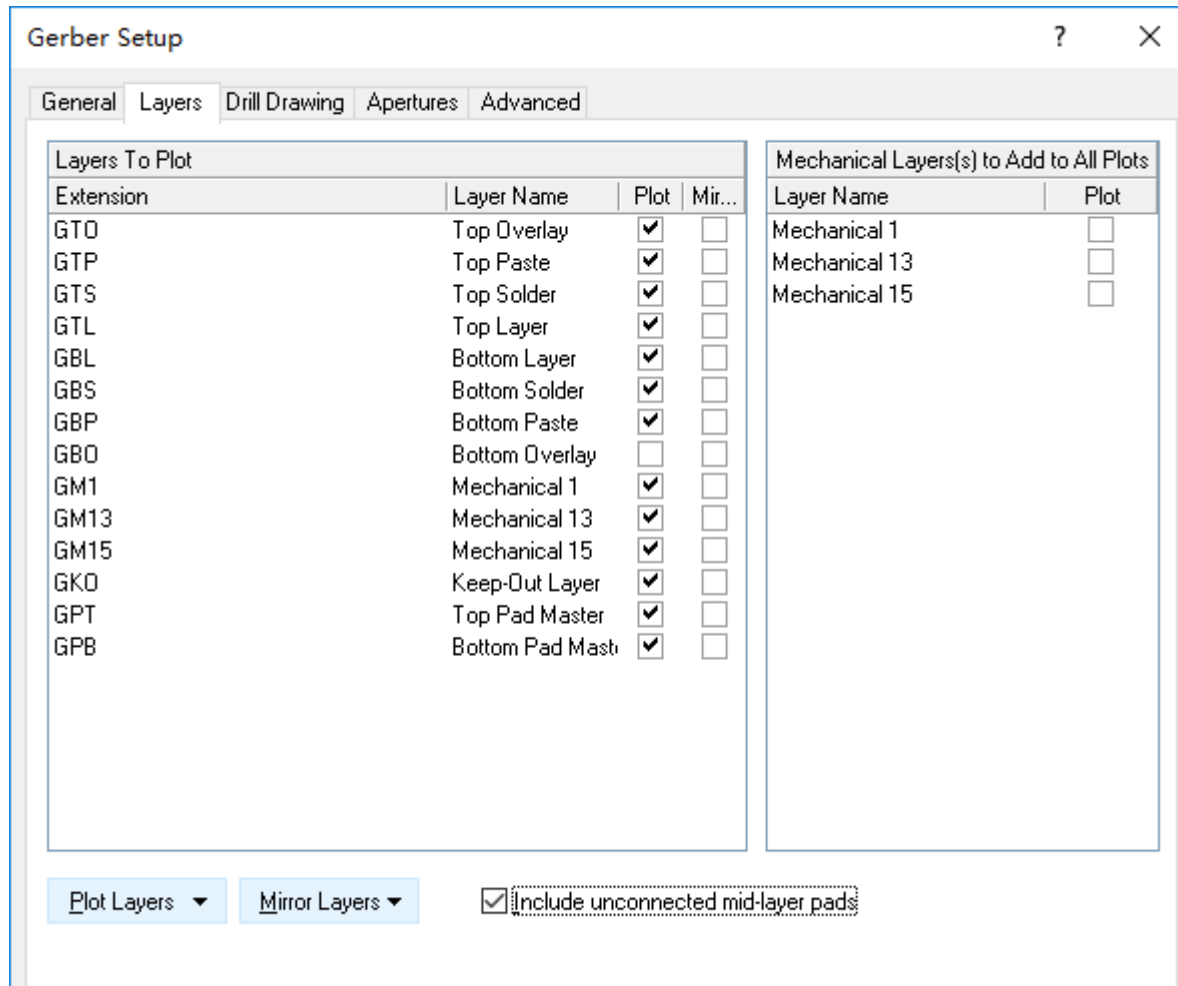 Gerber Setup ? ×
General Layers Drill Drawing Apertures Advanced
Layers To Plot
Extension Layer Name Plot Mir...
GTO Top Overlay
GTP Top Paste
GTS Top Solder
GTL Top Layer
GBL Bottom Layer
GBS Bottom Solder
GBP Bottom Paste
GBO Bottom Overlay
GM1 Mechanical 1
GM13 Mechanical 13
GM15 Mechanical 15
GKO Keep-Out Layer
GPT Top Pad Master
GPB Bottom Pad Maste
Mechanical Layers(s) to Add to All Plots
Layer Name Plot
Mechanical 1
Mechanical 13
Mechanical 15
Plot Layers Mirror Layers Include unconnected mid-layer pads